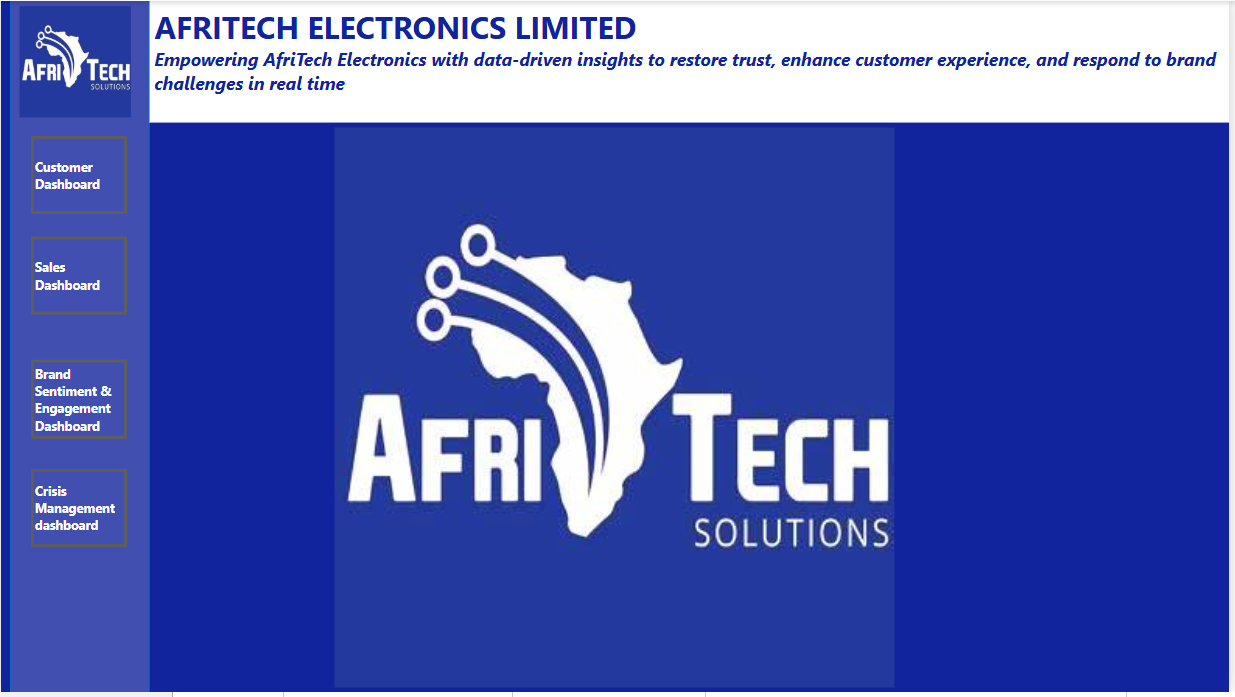 AFRITECH ELECTRONICS LIMITED
Empowering AfriTech Electronics with data-driven insights to restore trust, enhance customer experience, and respond to brand
challenges in real time
AFRI TECH
SOLUTIONS
Customer
Dashboard
Sales
Dashboard
Brand
Sentiment &
Engagement
Dashboard
Crisis
Management
dashboard
AFRI TECH
SOLUTIONS